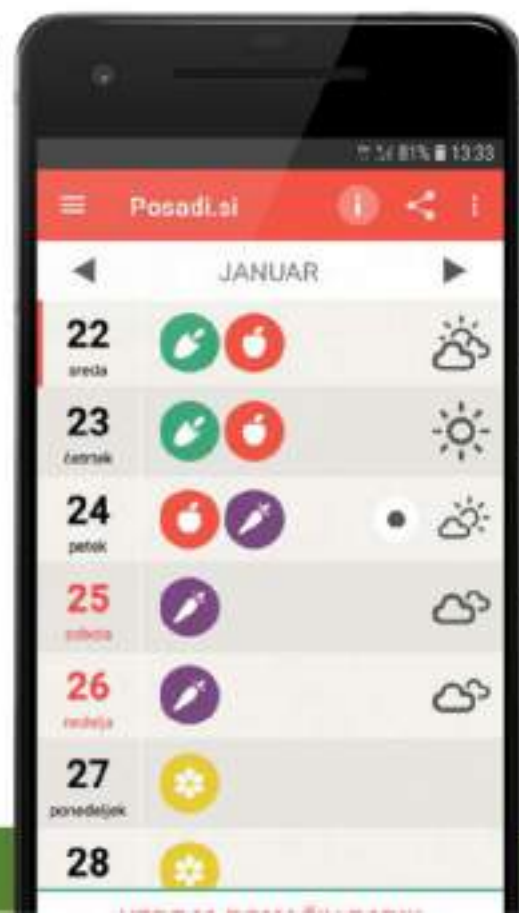 81% 13:33
Posadi.si
JANUAR
22
sreda
23
četrtek
24
petek
25
sobota
26
nedelja
27
ponedeljek
28